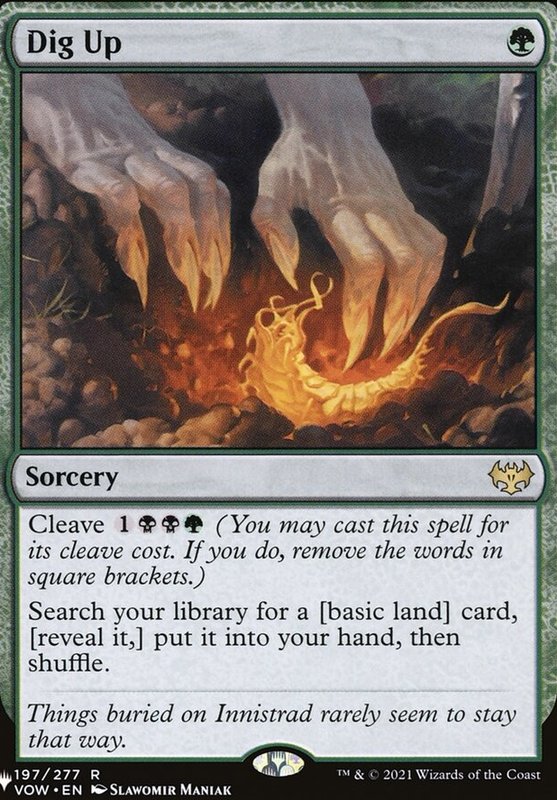 Dig Up
Sorcery
Cleave 1 (You may cast this spell for
its cleave cost. If you do, remove the words in
square brackets.)
Search your library for a [basic land] card,
[reveal it,] put it into your hand, then
shuffle.
Things buried on Innistrad rarely seem to stay
that way.
197/277 R
VOW • EN Slawomir Maniak
™ & © 2021 Wizards of the Coast